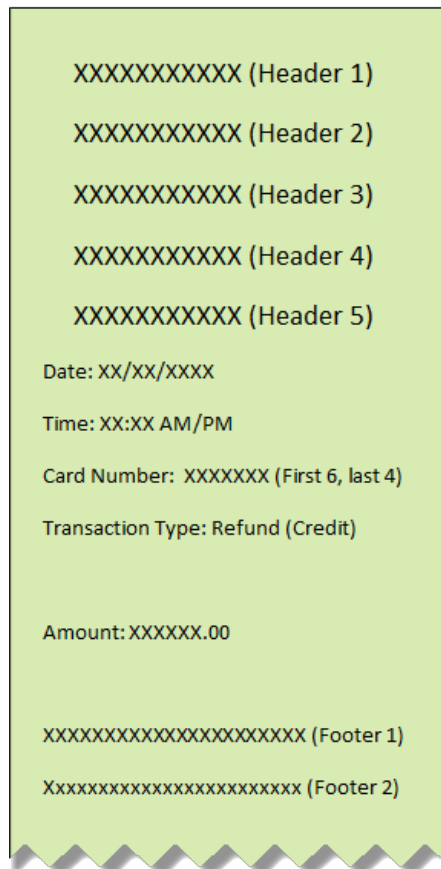 XXXXXXXXXXX (Header 1)
XXXXXXXXXXX (Header 2)
XXXXXXXXXXX (Header 3)
XXXXXXXXXXX (Header 4)
XXXXXXXXXXX (Header 5)
Date: XX/XX/XXXX
Time: XX:XX AM/PM
Card Number: XXXXXXX (First 6, last 4)
Transaction Type: Refund (Credit)
Amount: XXXXXX.00
XXXXXXXXXXXXXXXXXXXXXXX (Footer 1)
Xxxxxxxxxxxxxxxxxxxxxxxx (Footer 2)